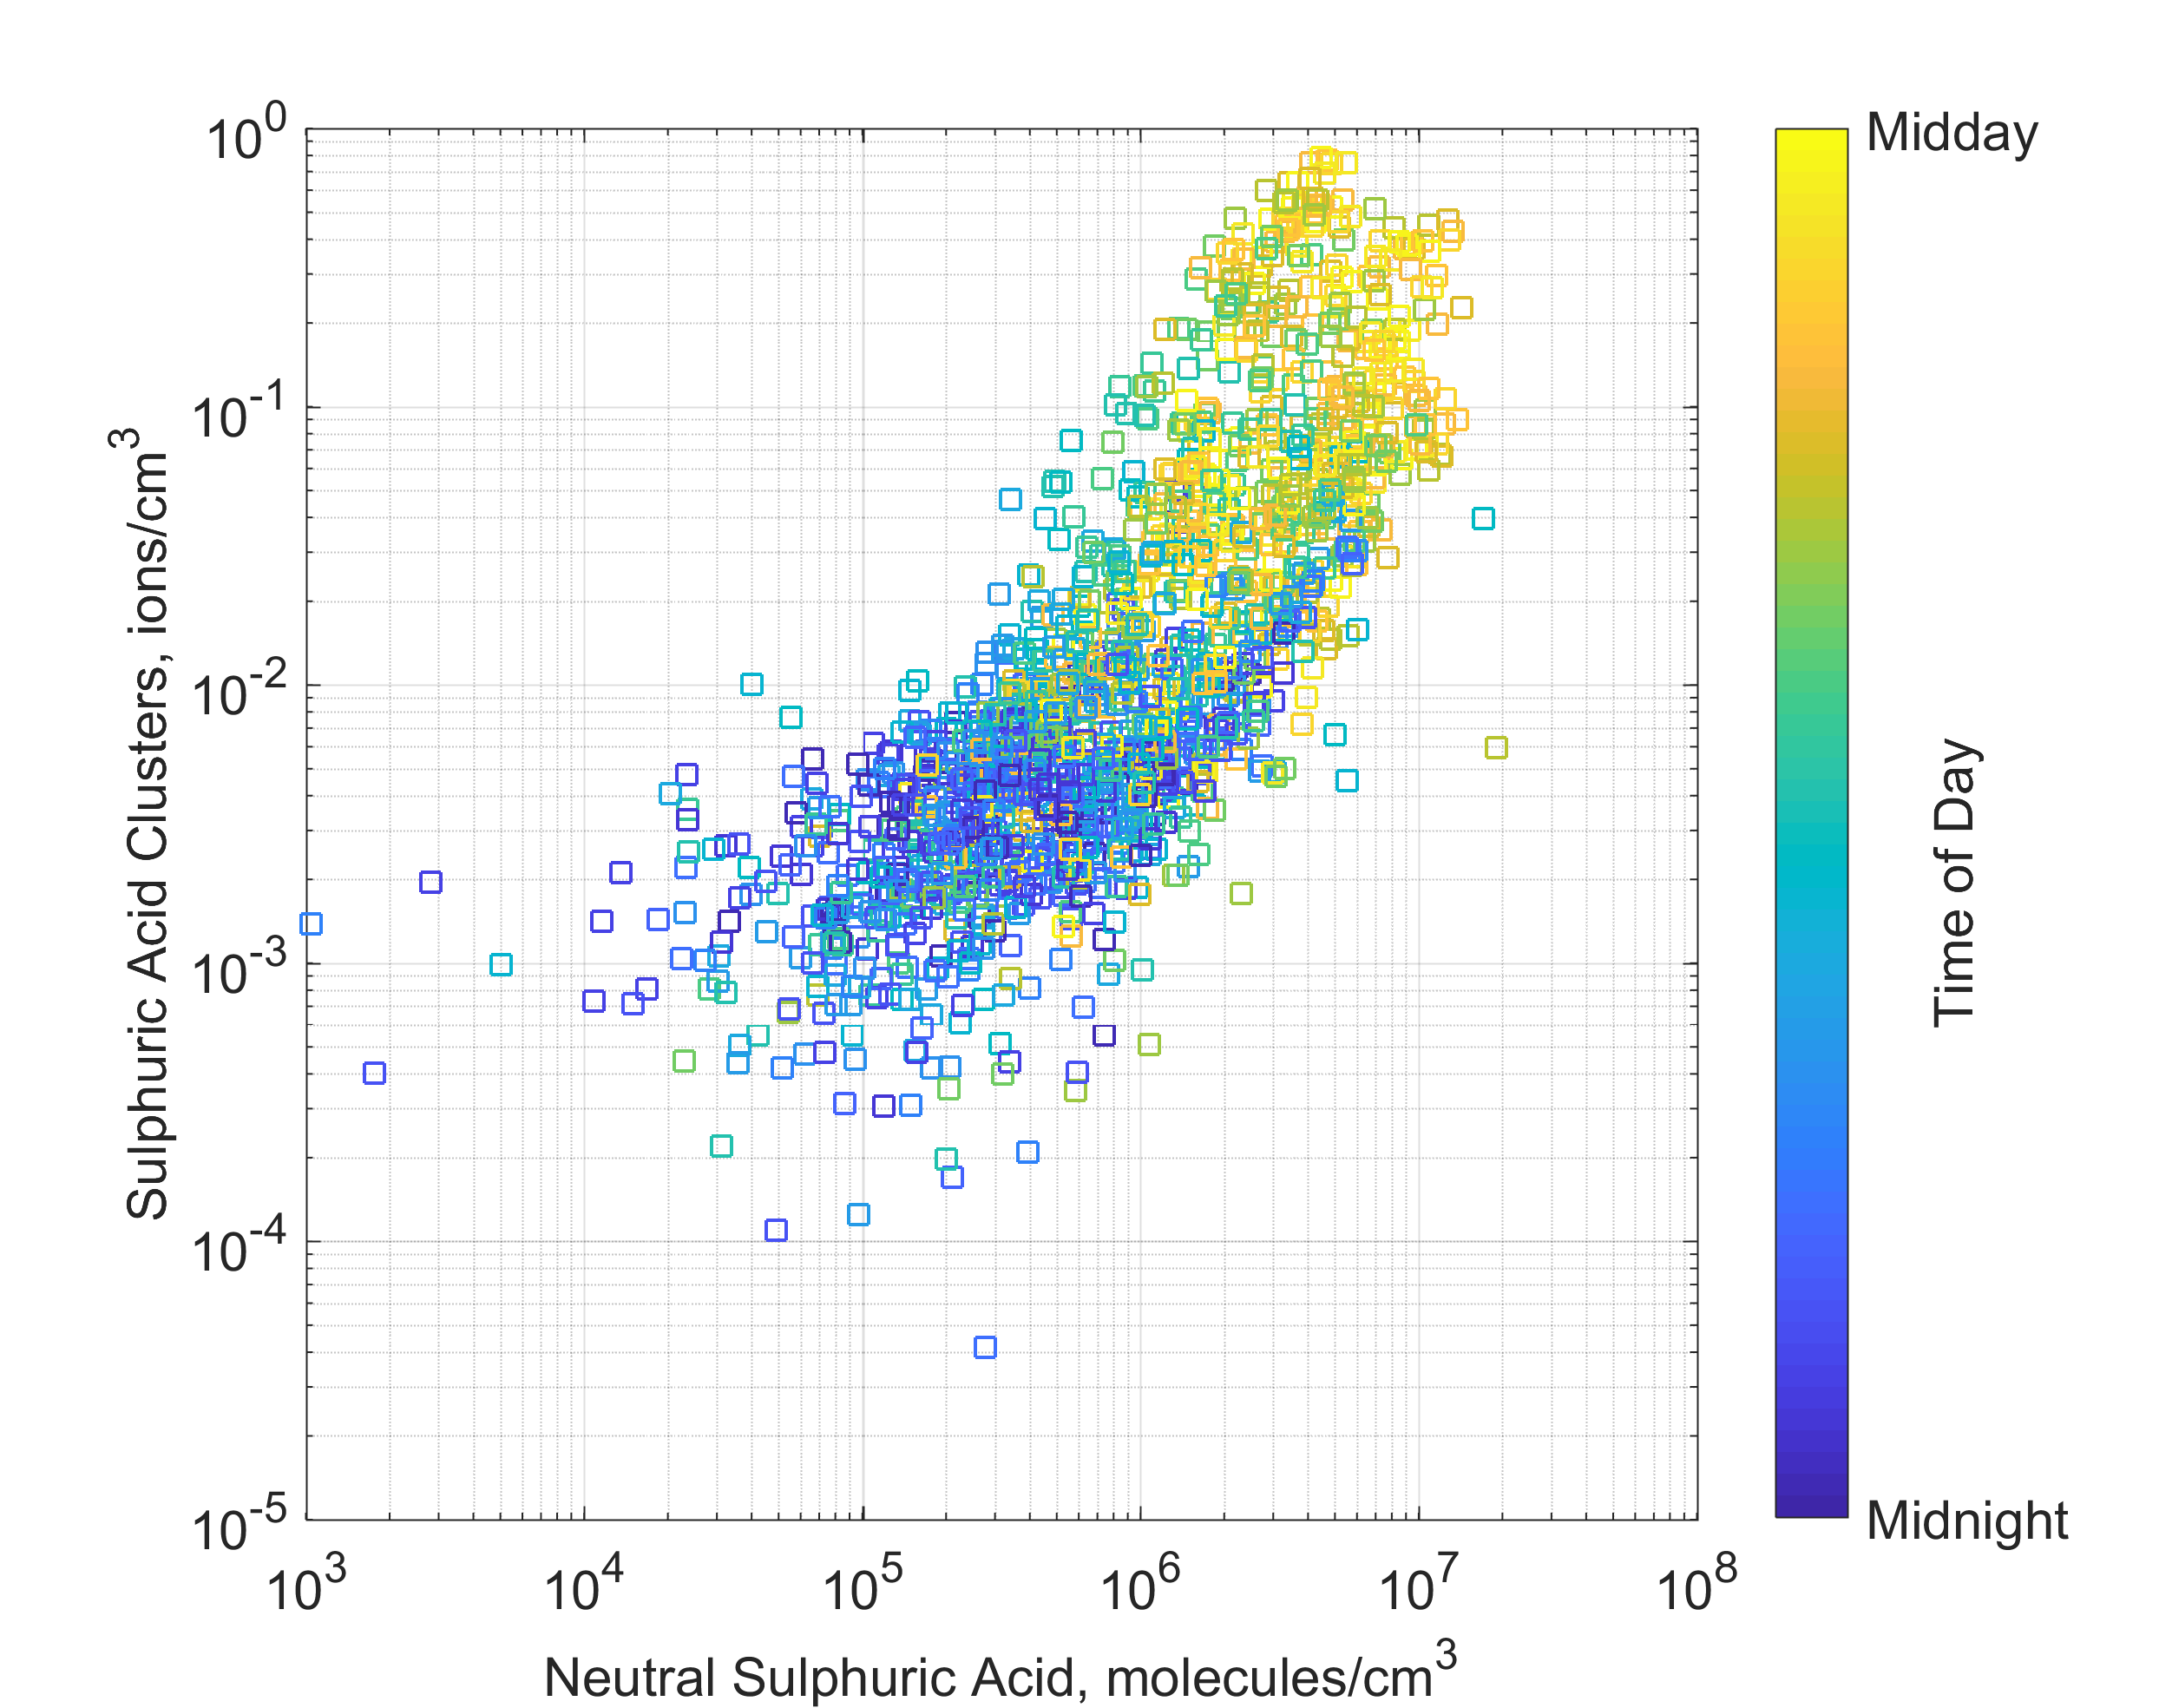 10^0
10^-1
10^-2
10^-3
10^-4
10^-5
Sulphuric Acid Clusters, ions/cm^3
10^3 10^4 10^5 10^6 10^7 10^8
Neutral Sulphuric Acid, molecules/cm^3
Midday
Midnight
Time of Day